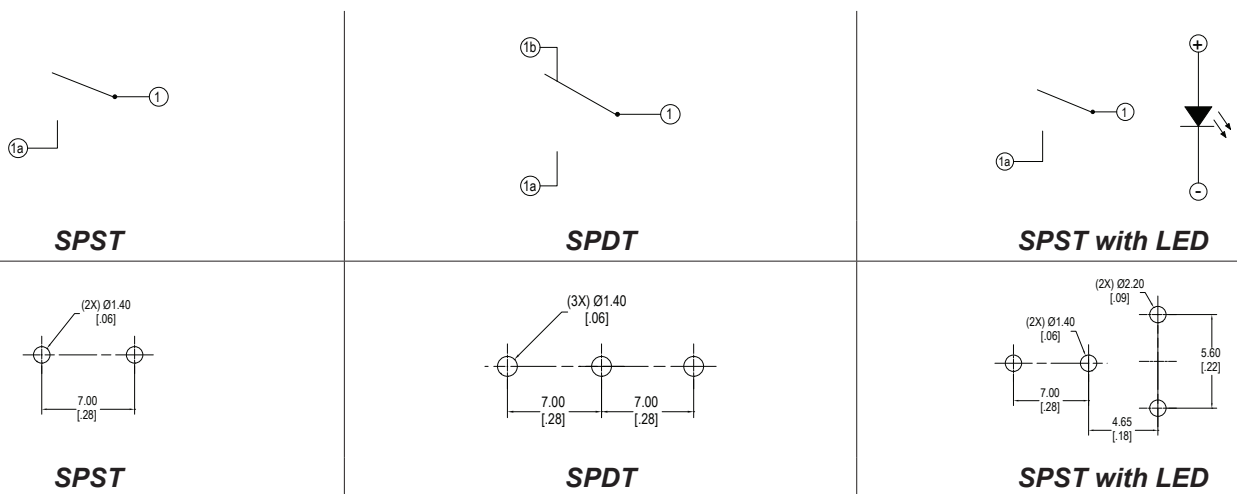 1
1a
SPST
1b
1
1a
SPDT
+
1
1a
-
SPST with LED
(2X) Ø1.40
[.06]
7.00
[.28]
SPST
(3X) Ø1.40
[.06]
7.00
[.28]
7.00
[.28]
SPDT
(2X) Ø2.20
[.09]
(2X) Ø1.40
[.06]
5.60
[.22]
7.00
[.28]
4.65
[.18]
SPST with LED